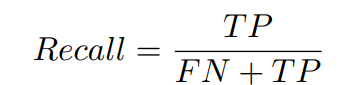 Recall = TP / (FN + TP)